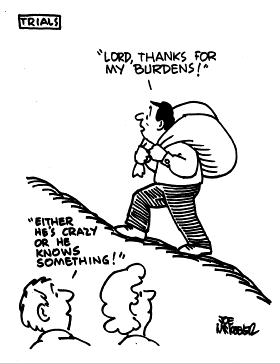 TRIALS
"LORD, THANKS FOR
MY BURDENS!"
"EITHER
HE'S CRAZY
OR HE
KNOWS
SOMETHING!"
JOE